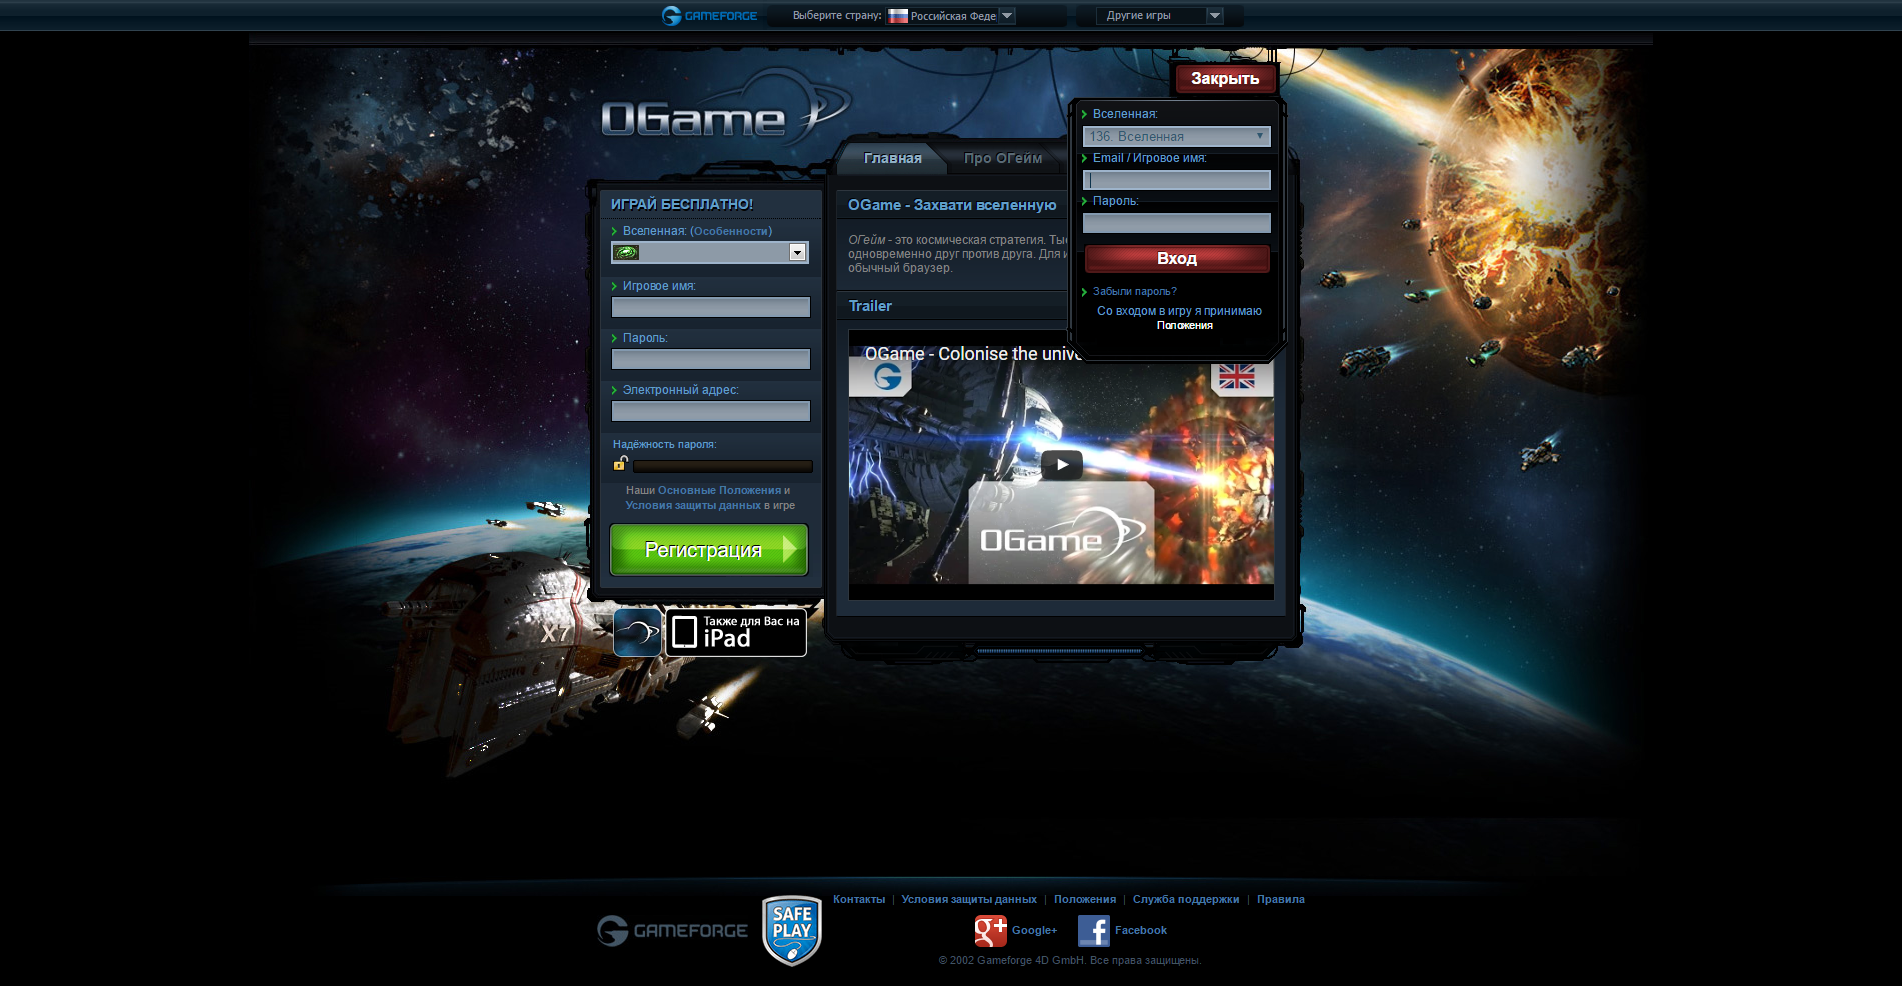 GAMEFORGE
Выберите страну:
Российская Феде
Другие игры
OGame
Закрыть
Вселенная:
136. Вселенная
Email / Игровое имя:
Пароль:
Вход
Забыли пароль?
Со входом в игру я принимаю
Положения
Главная
Про ОГейм
ИГРАЙ БЕСПЛАТНО!
Вселенная: (Особенности)
Игровое имя:
Пароль:
Электронный адрес:
Надёжность пароля:
Наши Основные Положения и
Условия защиты данных в игре
Регистрация
Также для Вас на
iPad
X7
OGame - Захвати вселенную
ОГейм - это космическая стратегия.
одновременно друг против друга. Для
обычный браузер.
Trailer
OGame - Colonise the unive
OGame
GAMEFORGE
SAFE
PLAY
Контакты | Условия защиты данных | Положения | Служба поддержки | Правила
Google+
Facebook
© 2002 Gameforge 4D GmbH. Все права защищены.